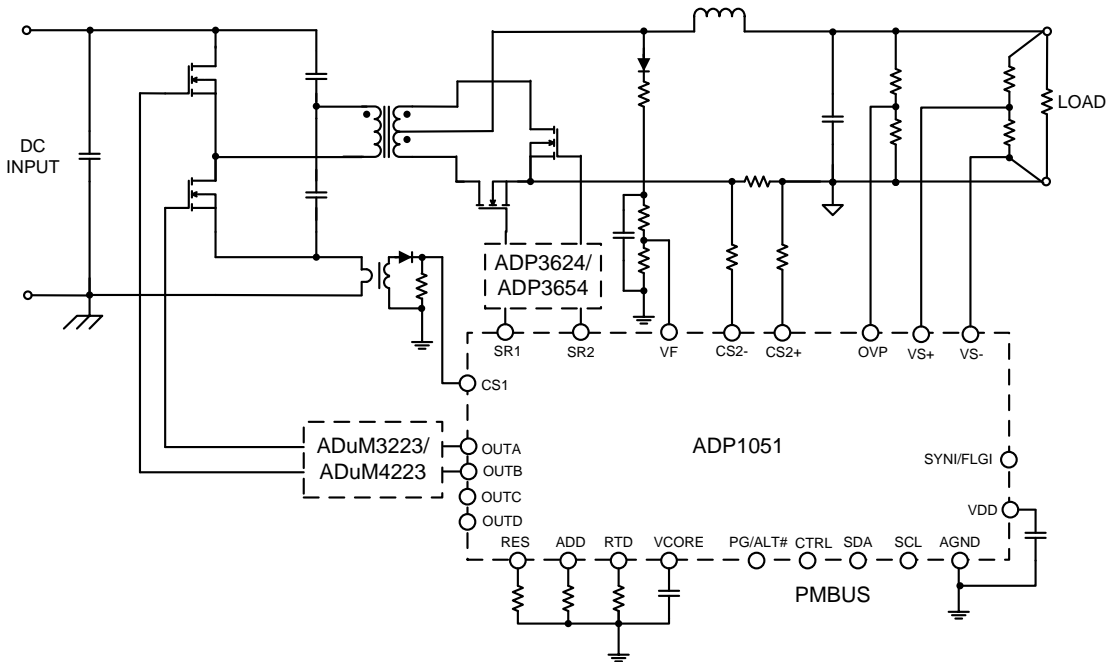 DC
INPUT
LOAD
ADP3624/
ADP3654
SR1
SR2
VF
CS2-
CS2+
OVP
VS+
VS-
CS1
ADuM3223/
ADuM4223
OUTA
OUTB
OUTC
OUTD
ADP1051
SYNI/FLGI
VDD
RES
ADD
RTD
VCORE
PG/ALT#
CTRL
SDA
SCL
AGND
PMBUS